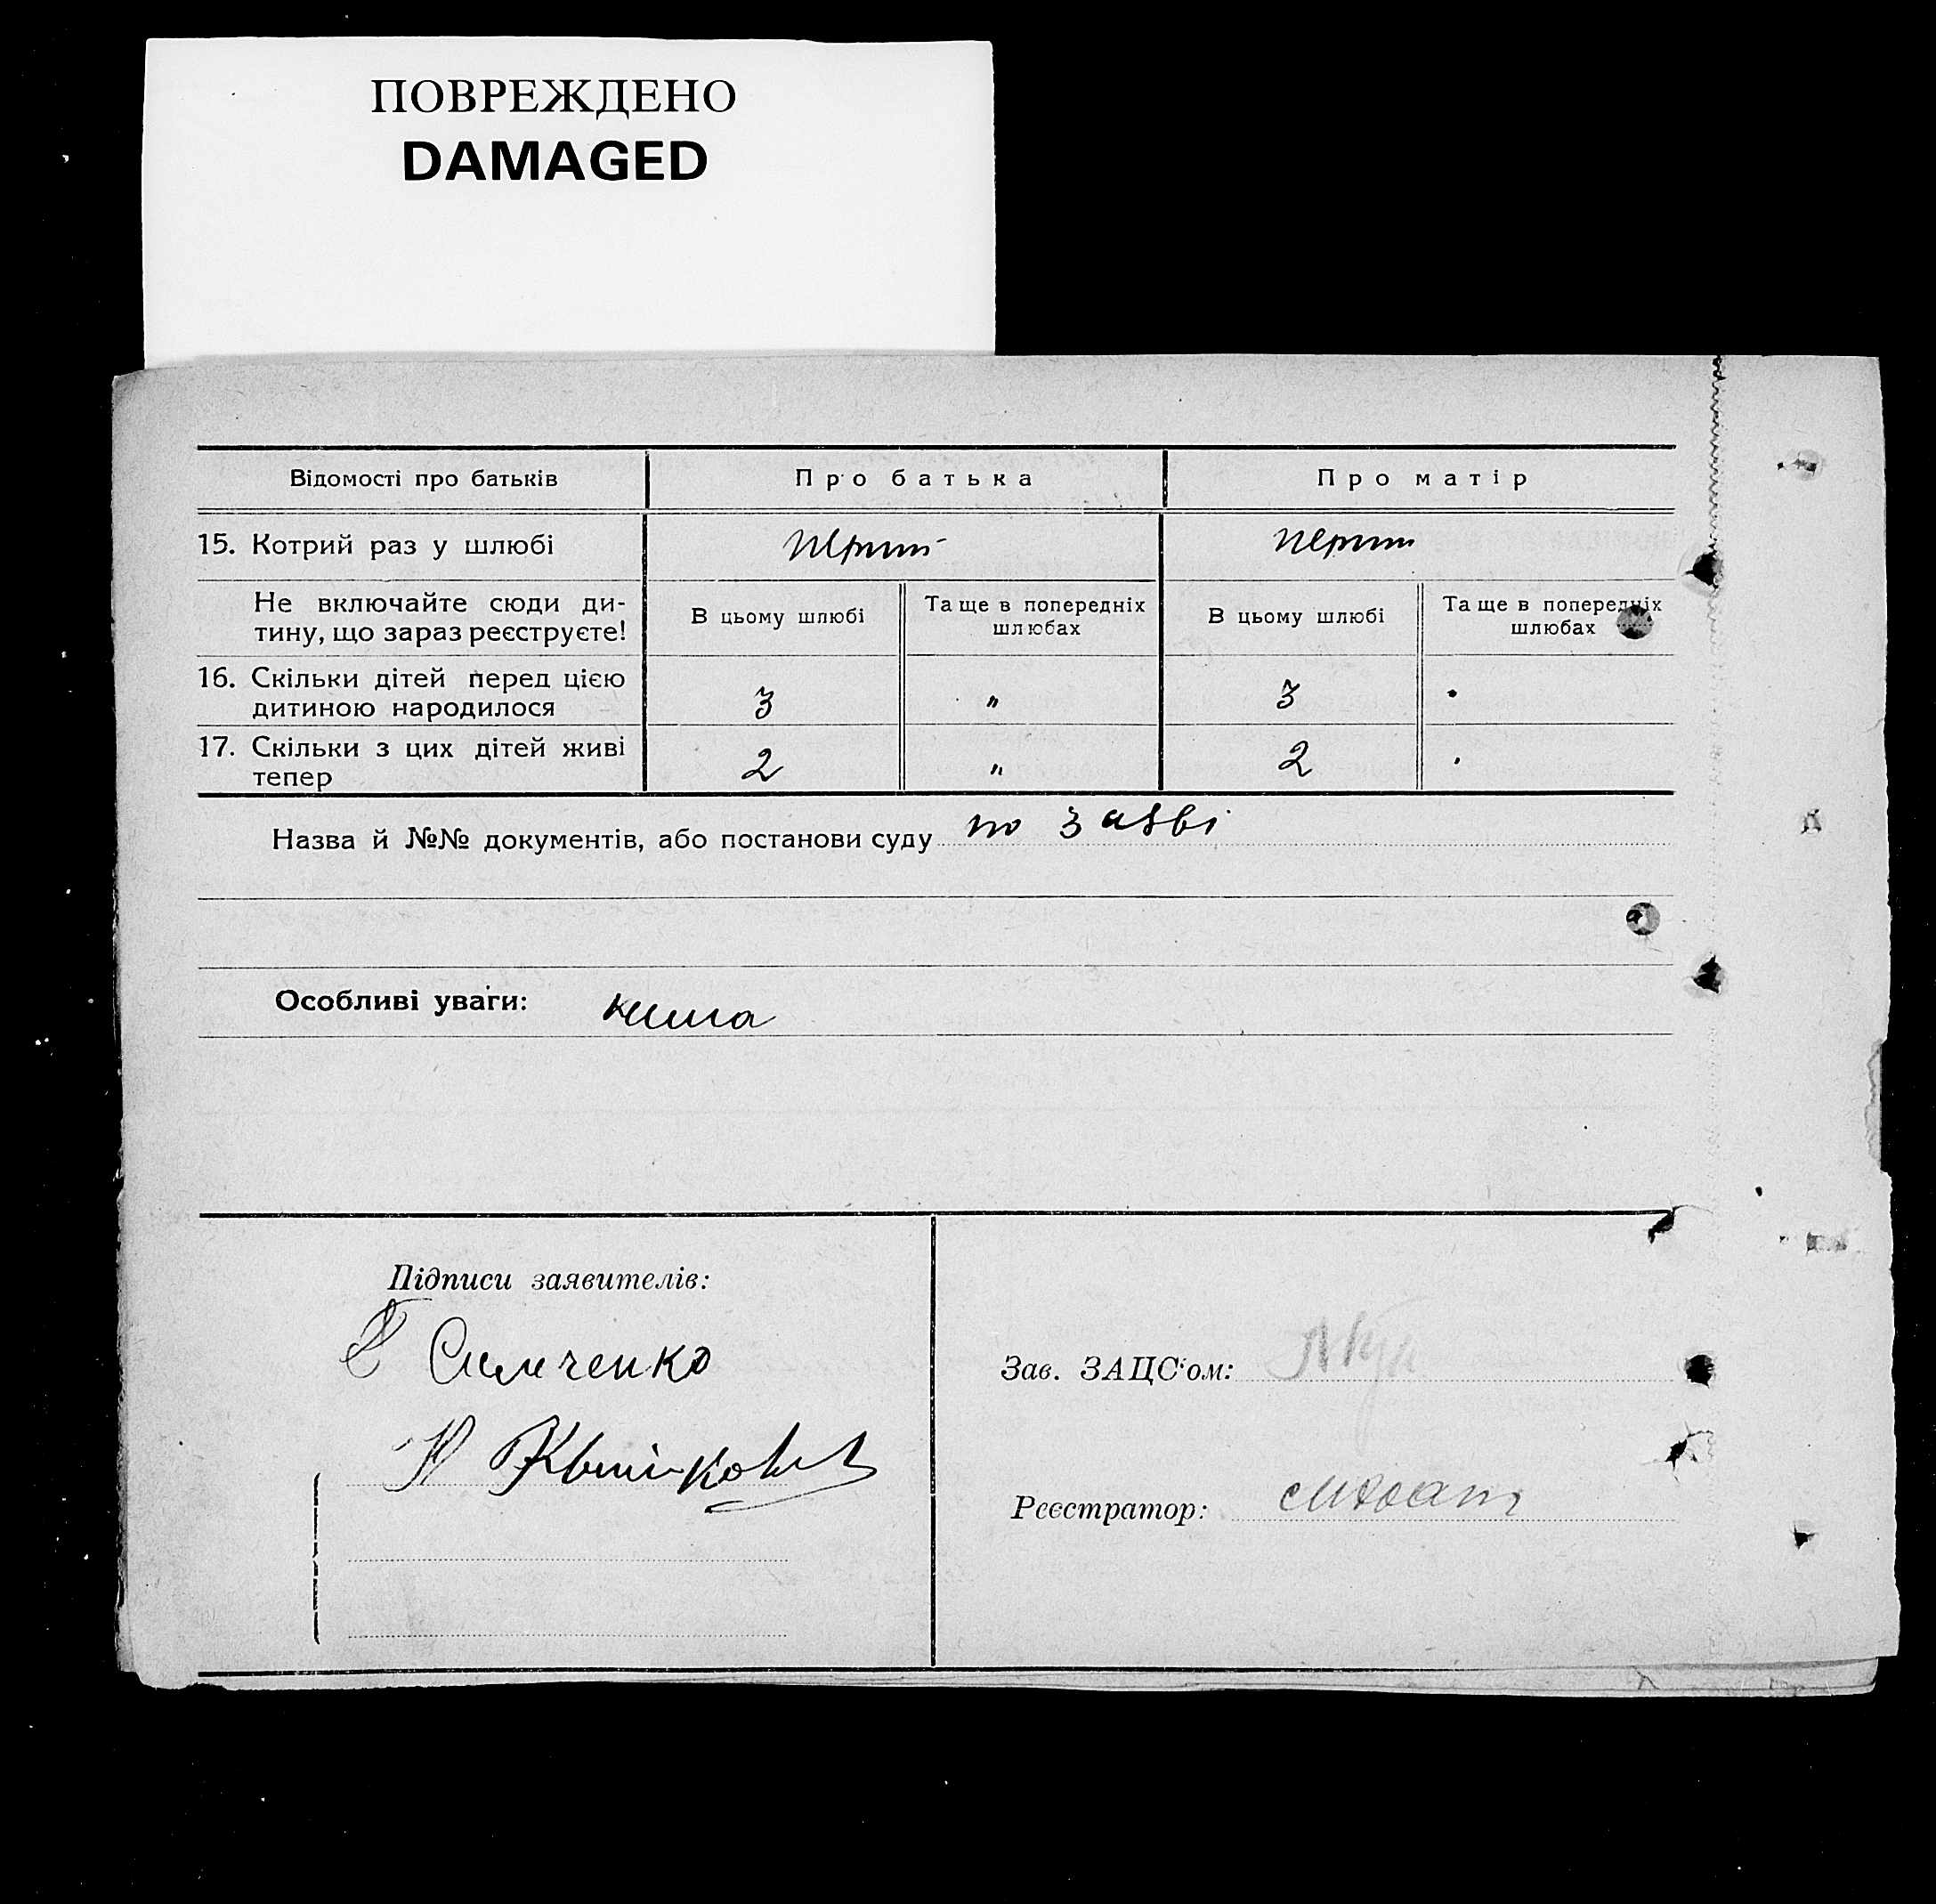 ПОВРЕЖДЕНО
DAMAGED
Відомості про батьків Про батька Про матір
15. Котрий раз у шлюбі перший перший
Не включайте сюди ди-
тину, що зараз реєструєте!
В цьому шлюбі Та ще в попередніх шлюбах В цьому шлюбі Та ще в попередніх шлюбах
16. Скільки дітей перед цією
дитиною народилося 3 " 3
17. Скільки з цих дітей живі
тепер 2 " 2
Назва й №№ документів, або постанови суду по заяві
Особливі уваги: нима
Підписи заявителів:
Симченко
Зав. ЗАЦС'ом:
Реєстратор: